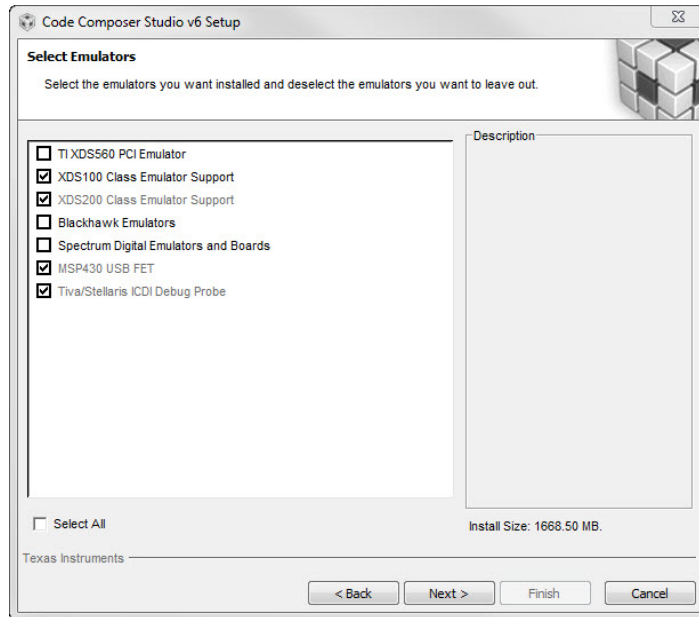 Code Composer Studio v6 Setup
Select Emulators
Select the emulators you want installed and deselect the emulators you want to leave out.
Description
TI XDS560 PCI Emulator
XDS100 Class Emulator Support
XDS200 Class Emulator Support
Blackhawk Emulators
Spectrum Digital Emulators and Boards
MSP430 USB FET
Tiva/Stellaris ICDI Debug Probe
Select All
Install Size: 1668.50 MB.
Texas Instruments
< Back Next > Finish Cancel